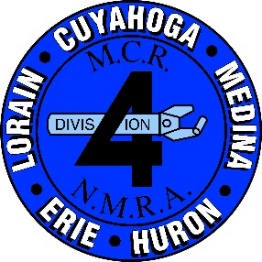 LORAIN • CUYAHOGA • MEDINA • HURON • ERIE •
M.C.R.
DIVISION
4
N.M.R.A.